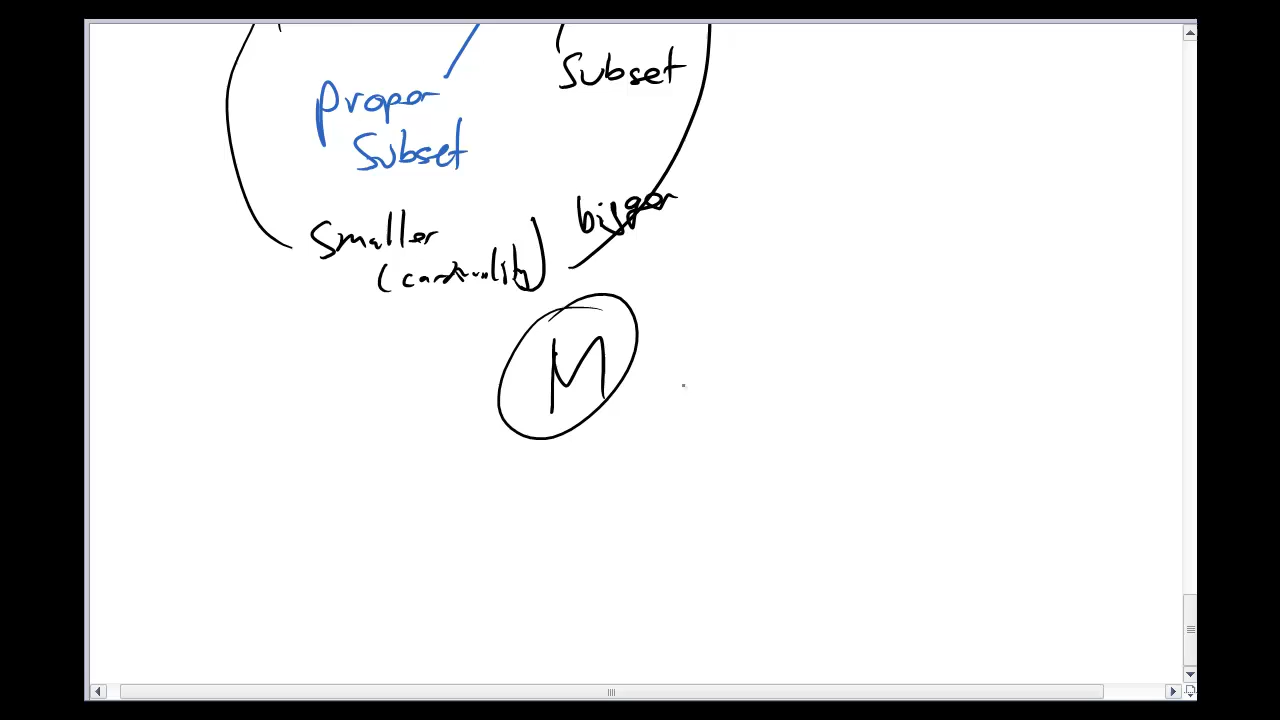 Subset
Proper
Subset
bigger
Smaller
(cardinality)
M